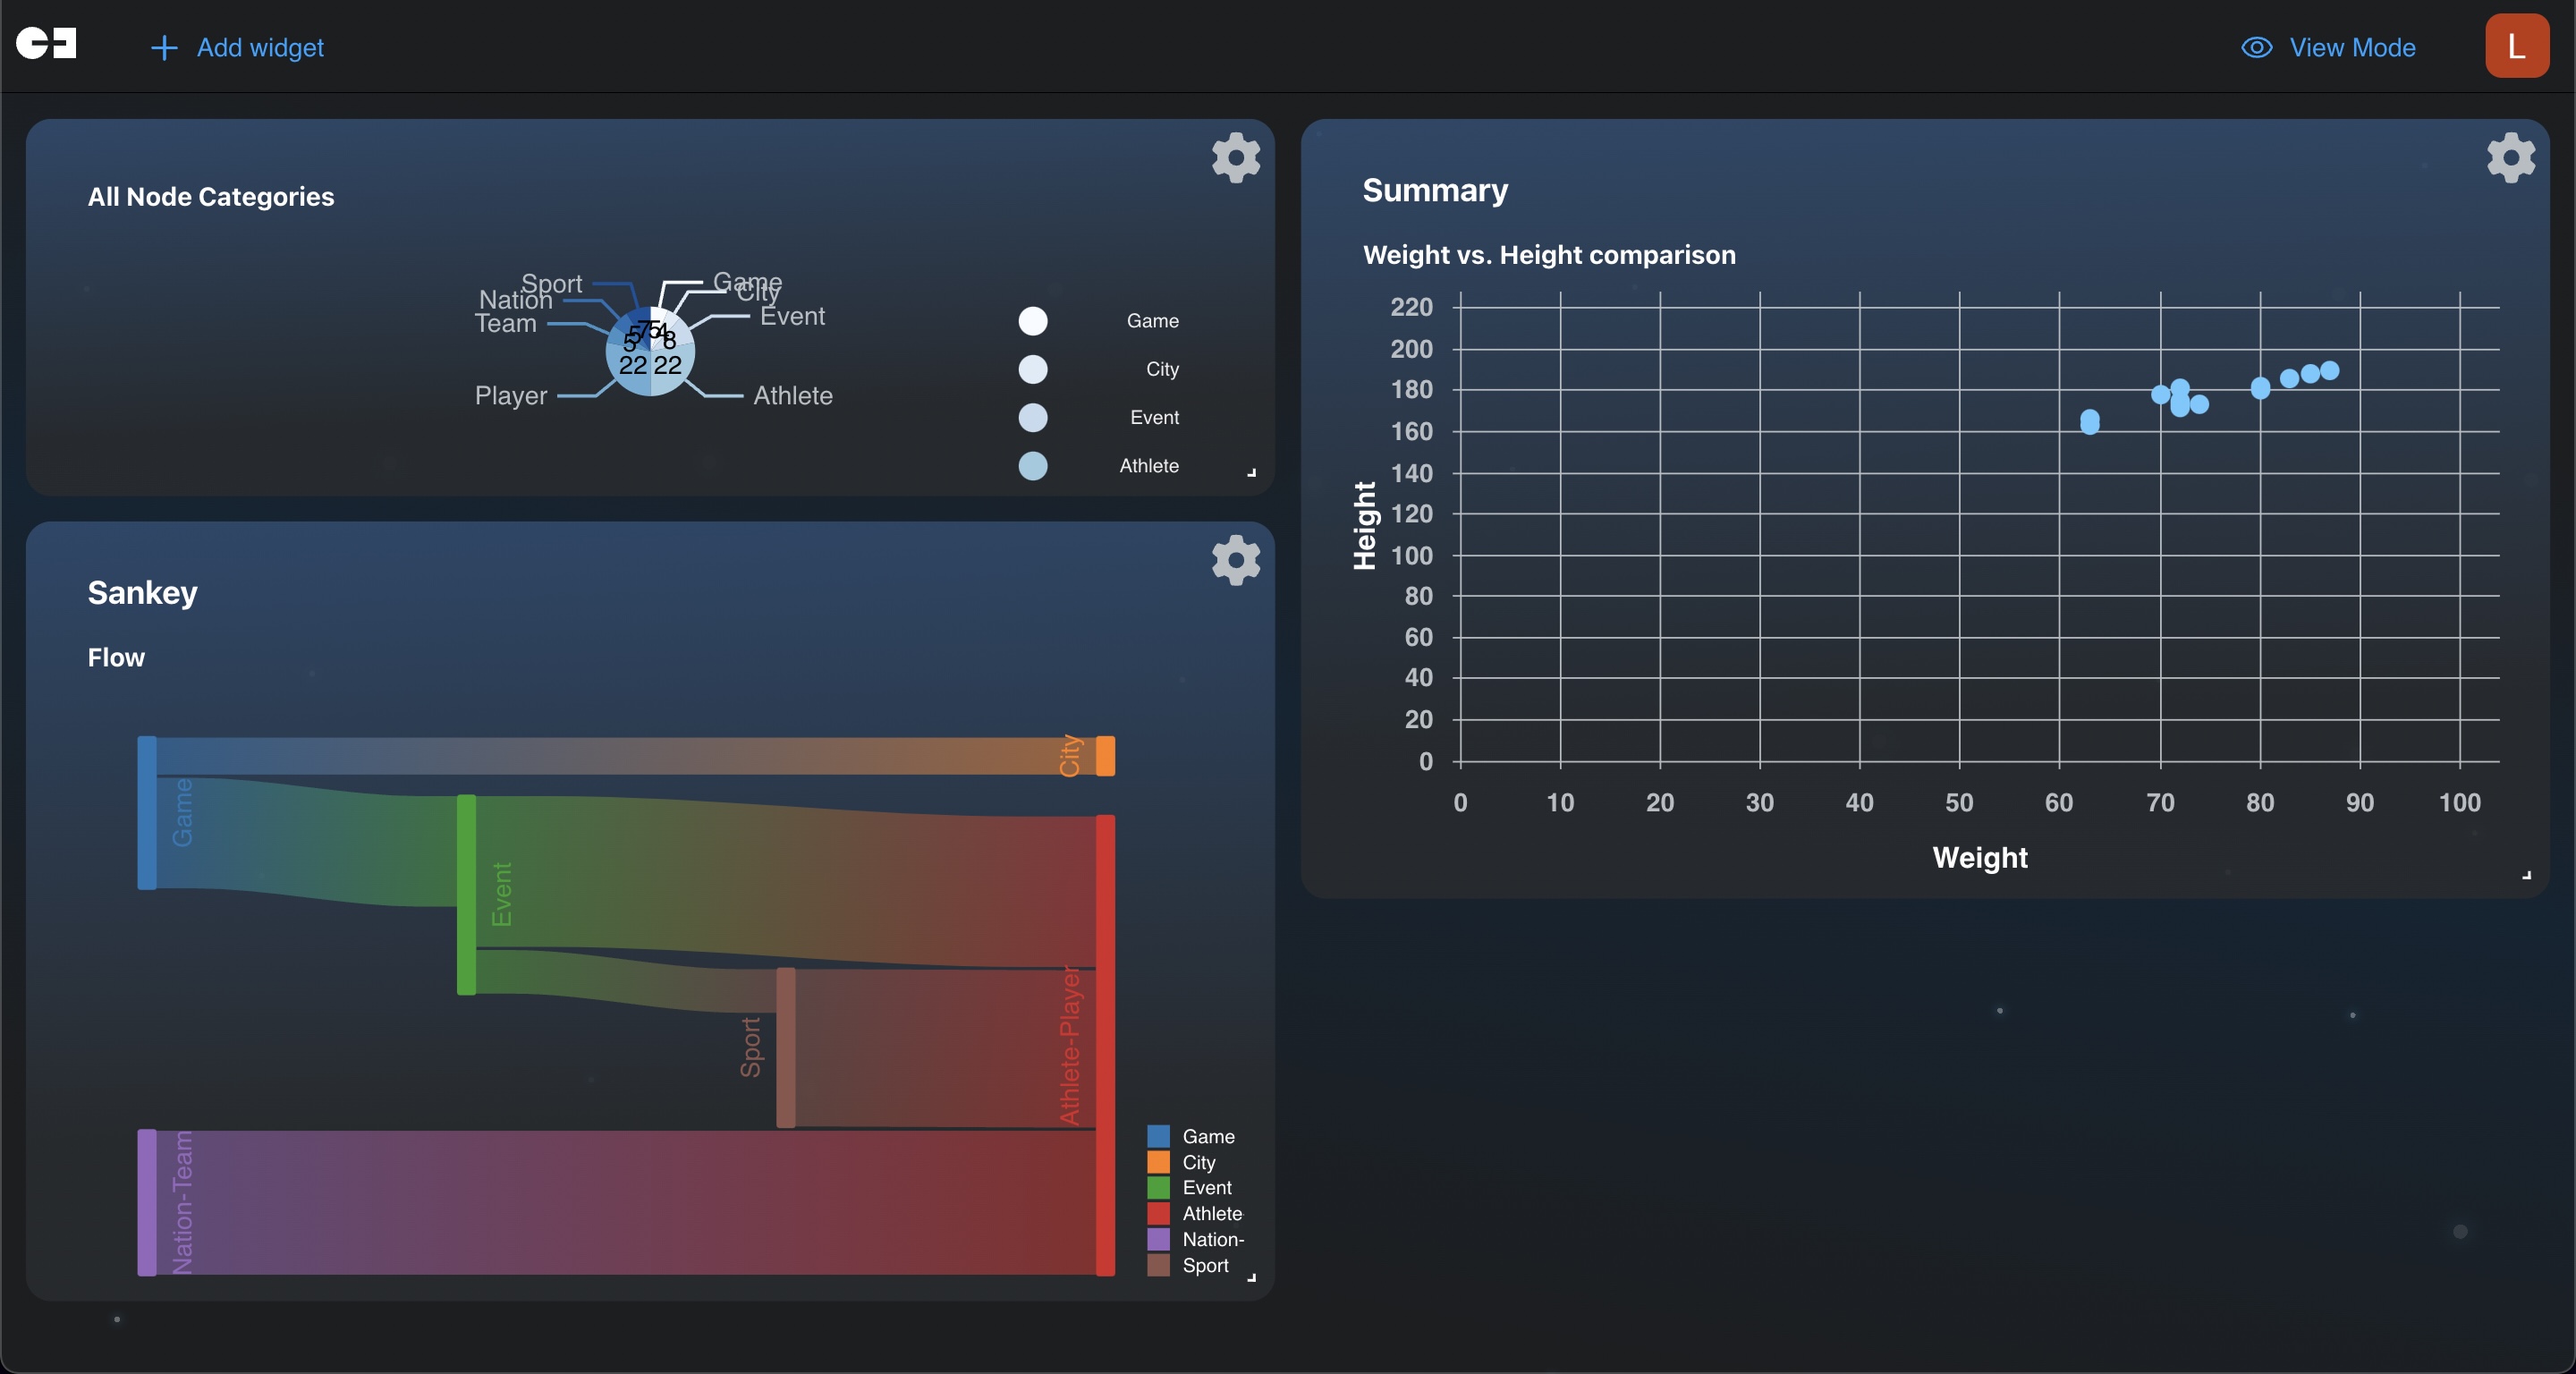 Add widget
View Mode
L
All Node Categories
Sport
Game
Nation
City
Team
Event
7
5
4
5
8
5
22
22
Player
Athlete
Game
City
Event
Athlete
Summary
Weight vs. Height comparison
220
200
180
160
140
120
100
80
60
40
20
0
Height
0 10 20 30 40 50 60 70 80 90 100
Weight
Sankey
Flow
City
Game
Event
Sport
Athlete-Player
Nation-Team
Game
City
Event
Athlete
Nation-
Sport